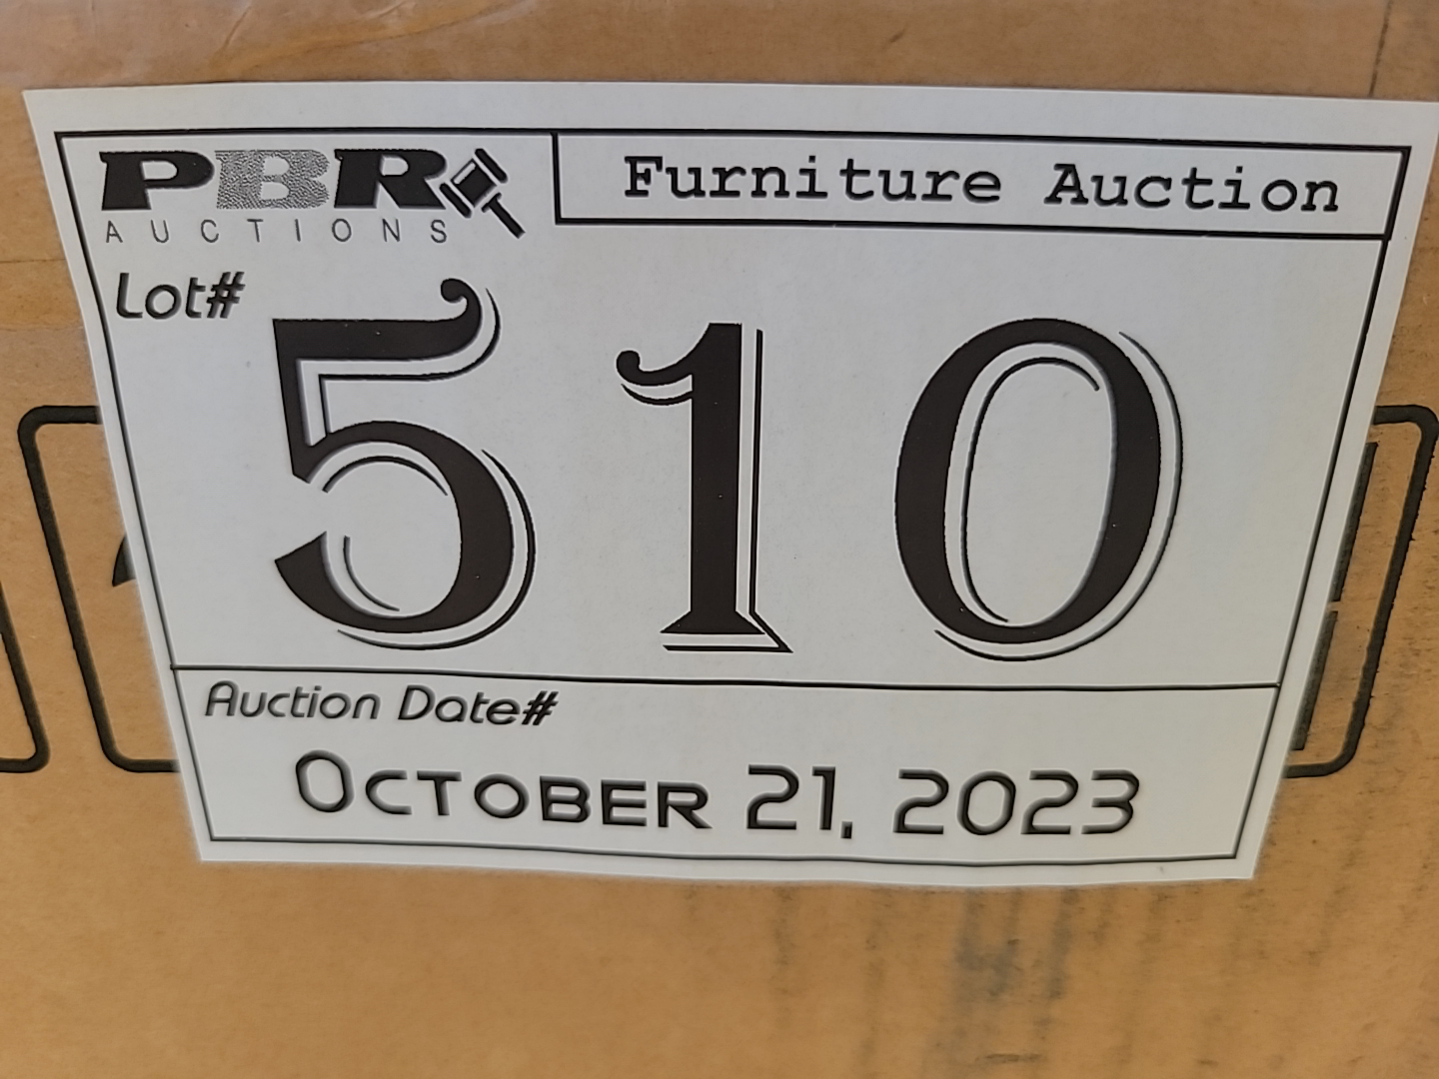 PBR
AUCTIONS
Furniture Auction
Lot#
510
Auction Date#
October 21, 2023